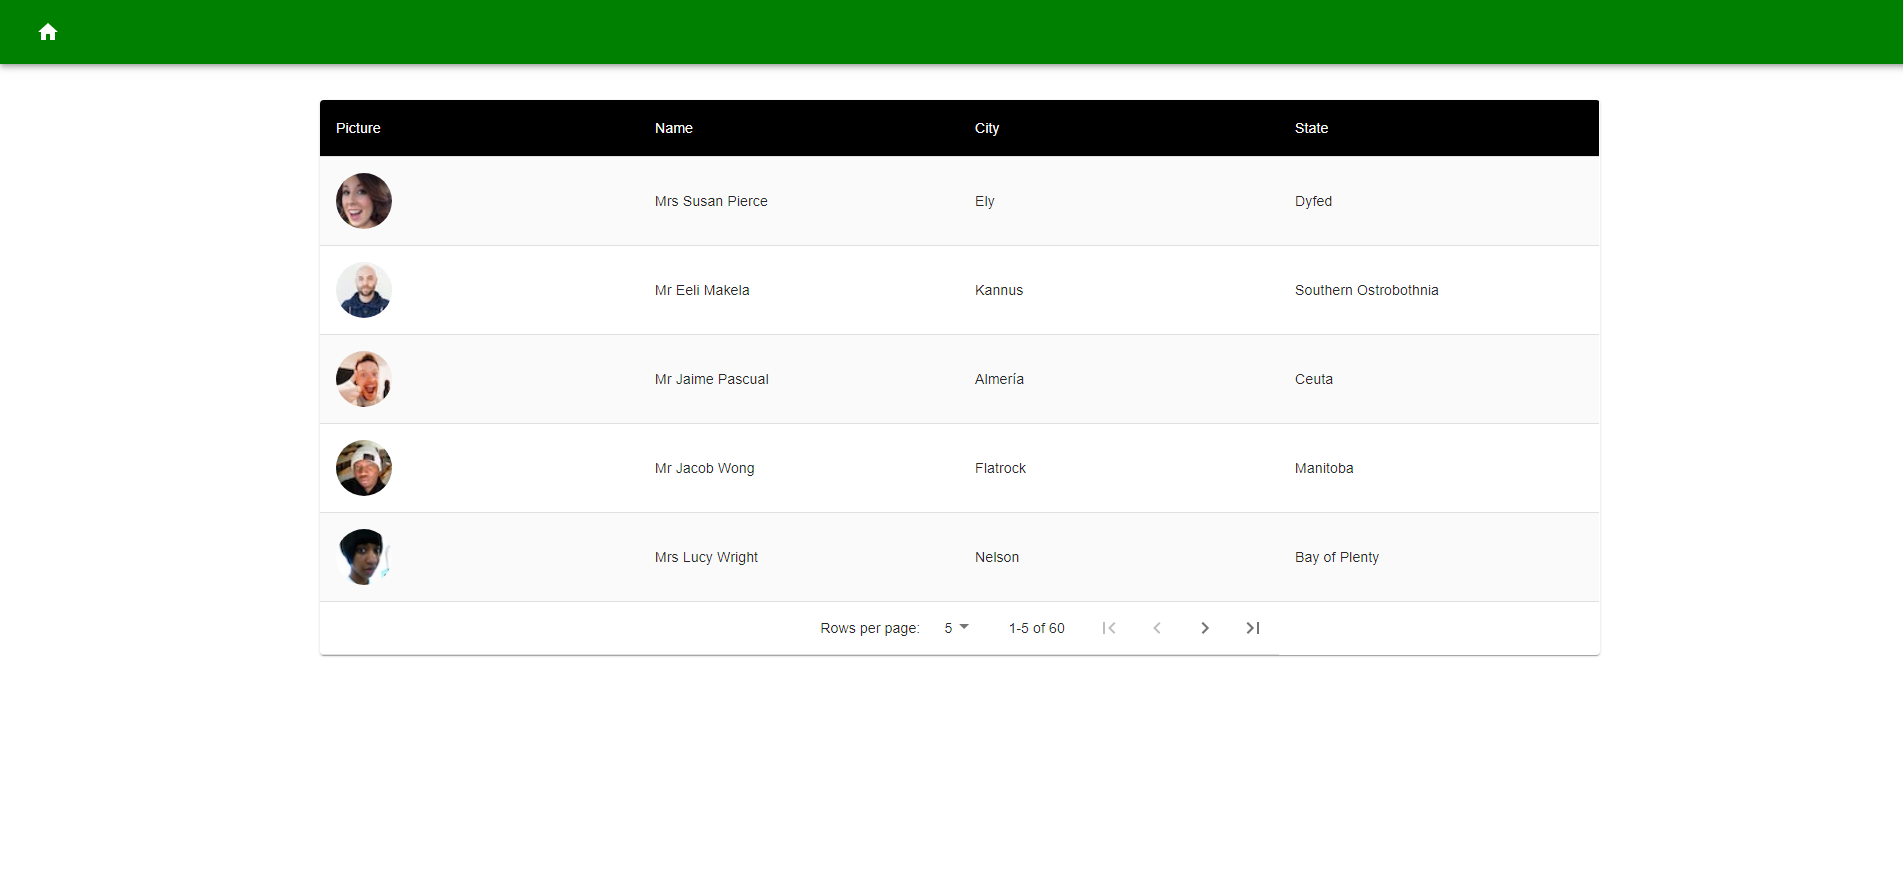 Picture Name City State
Mrs Susan Pierce Ely Dyfed
Mr Eeli Makela Kannus Southern Ostrobothnia
Mr Jaime Pascual Almería Ceuta
Mr Jacob Wong Flatrock Manitoba
Mrs Lucy Wright Nelson Bay of Plenty
Rows per page: 5 1-5 of 60